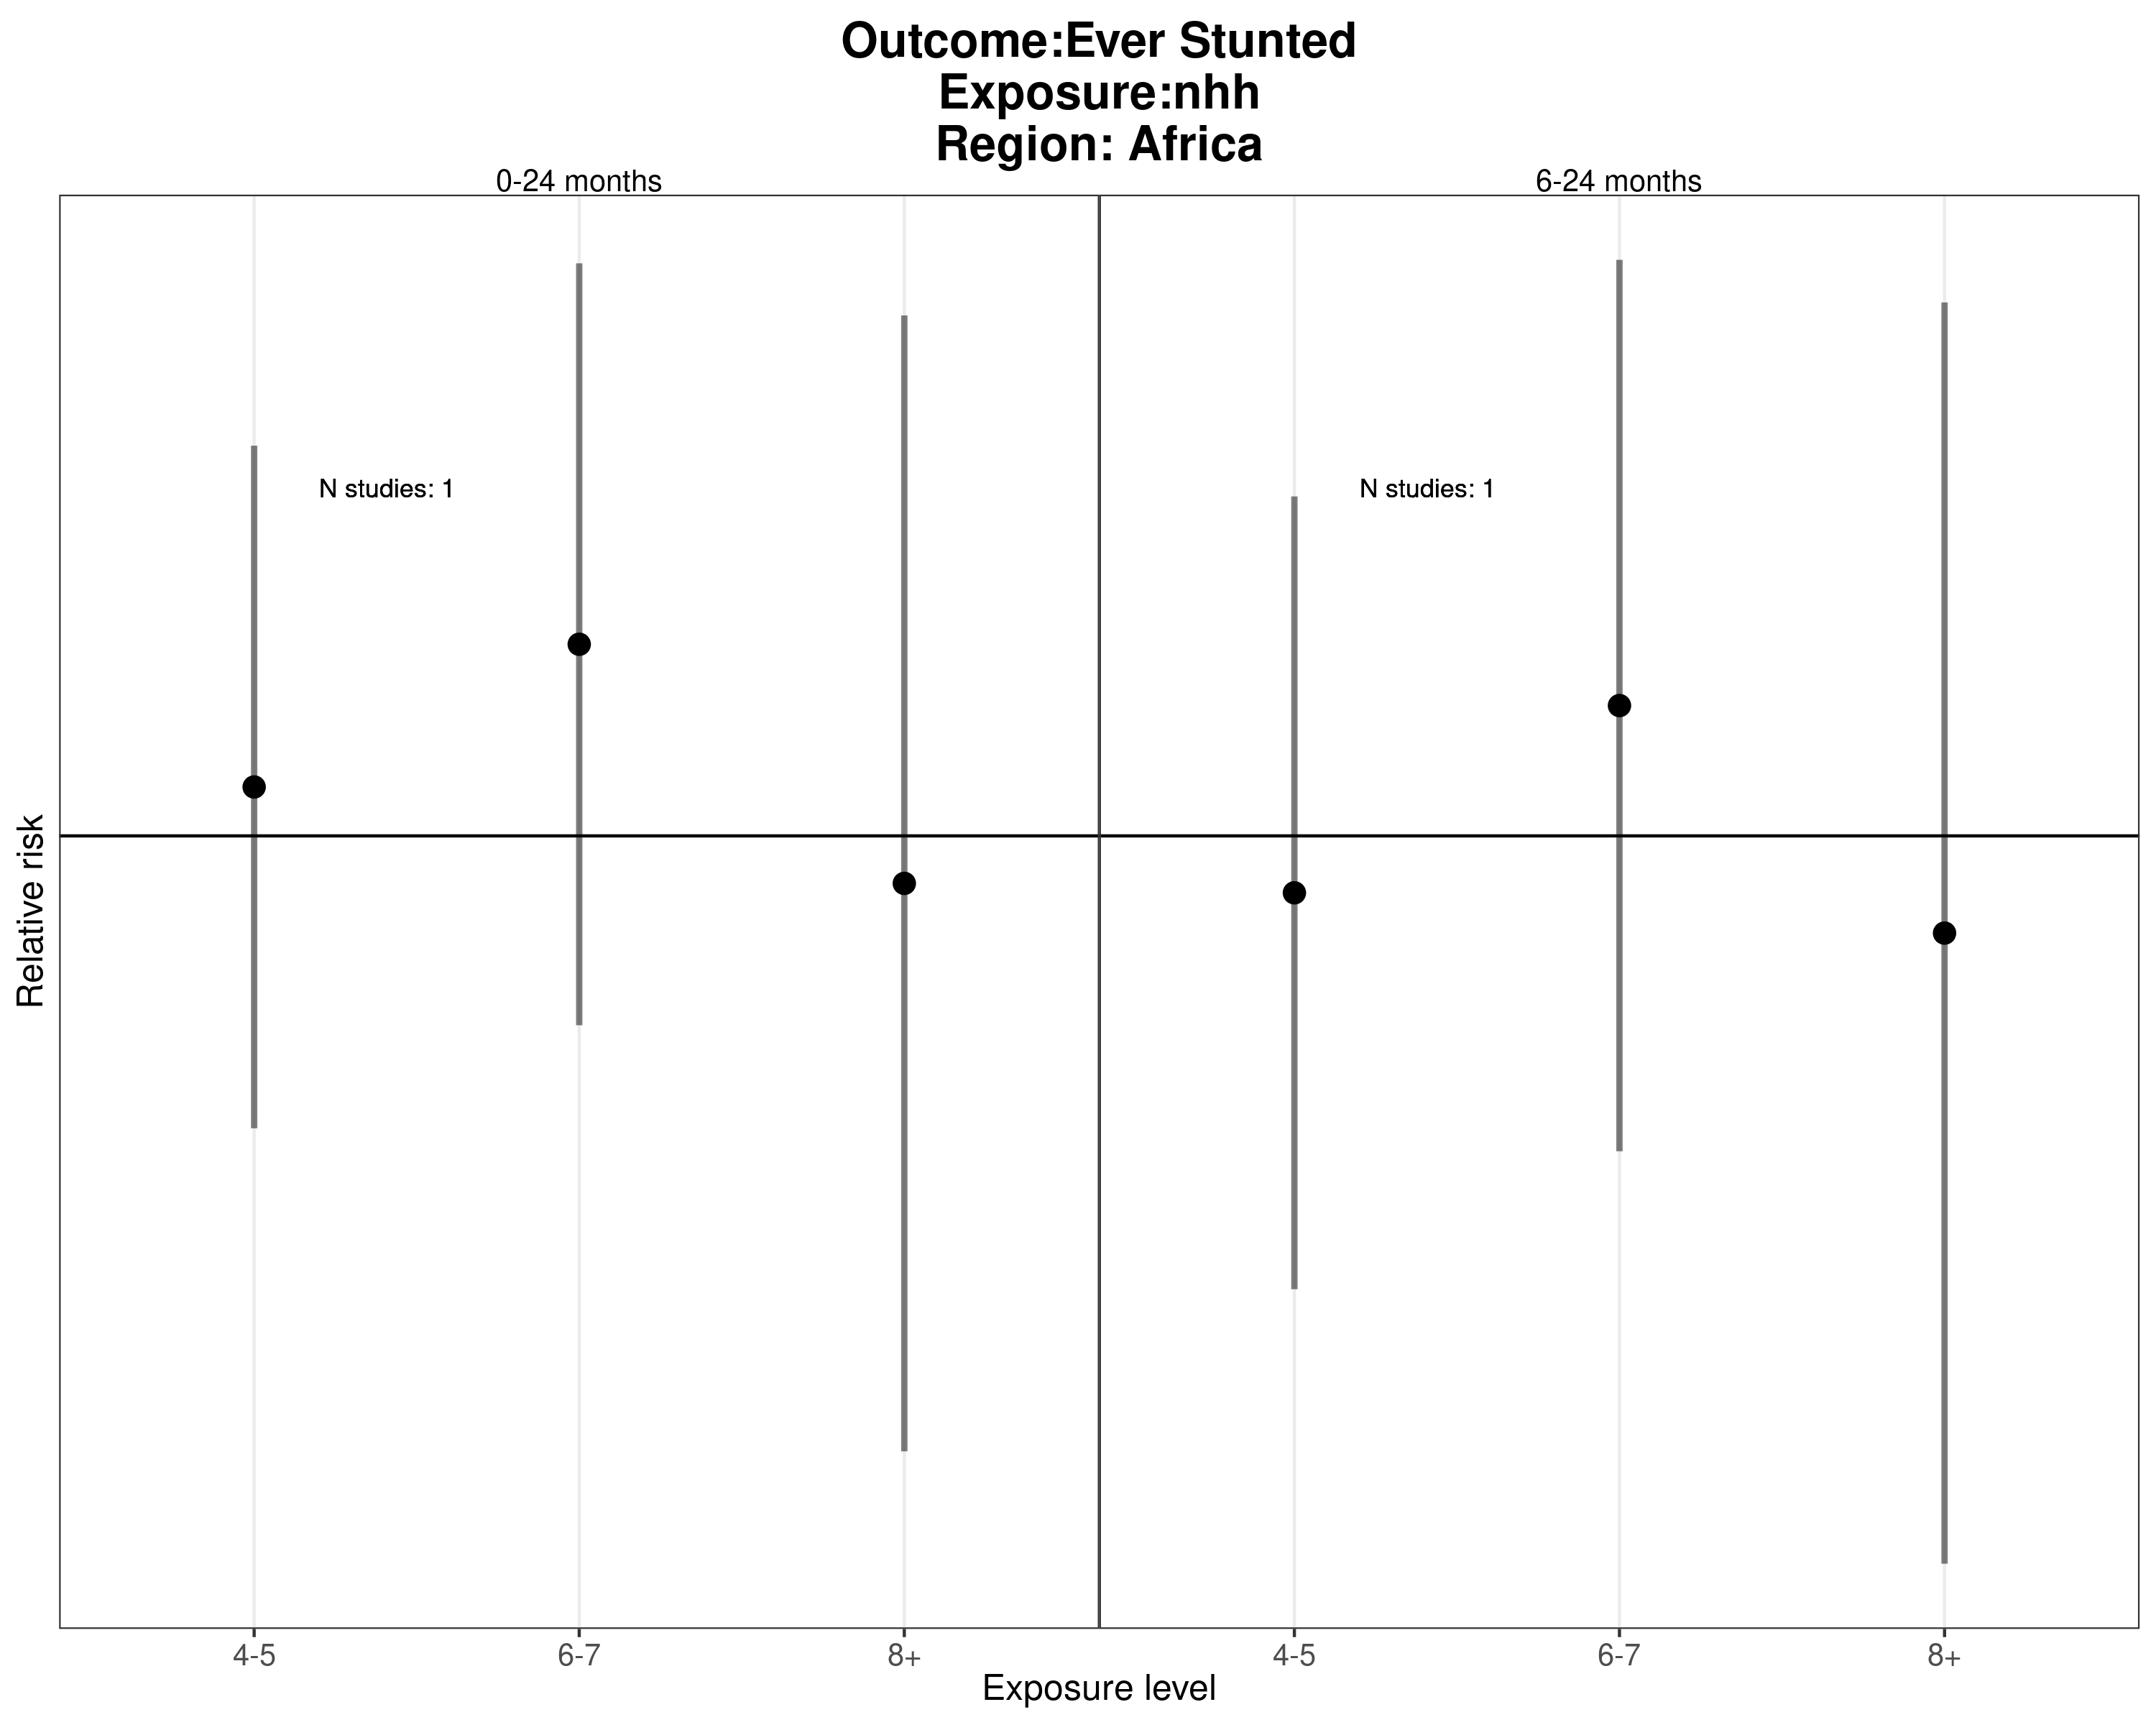 Outcome:Ever Stunted
Exposure:nhh
Region: Africa
0-24 months
6-24 months
N studies: 1
N studies: 1
Relative risk
4-5
6-7
8+
4-5
6-7
8+
Exposure level